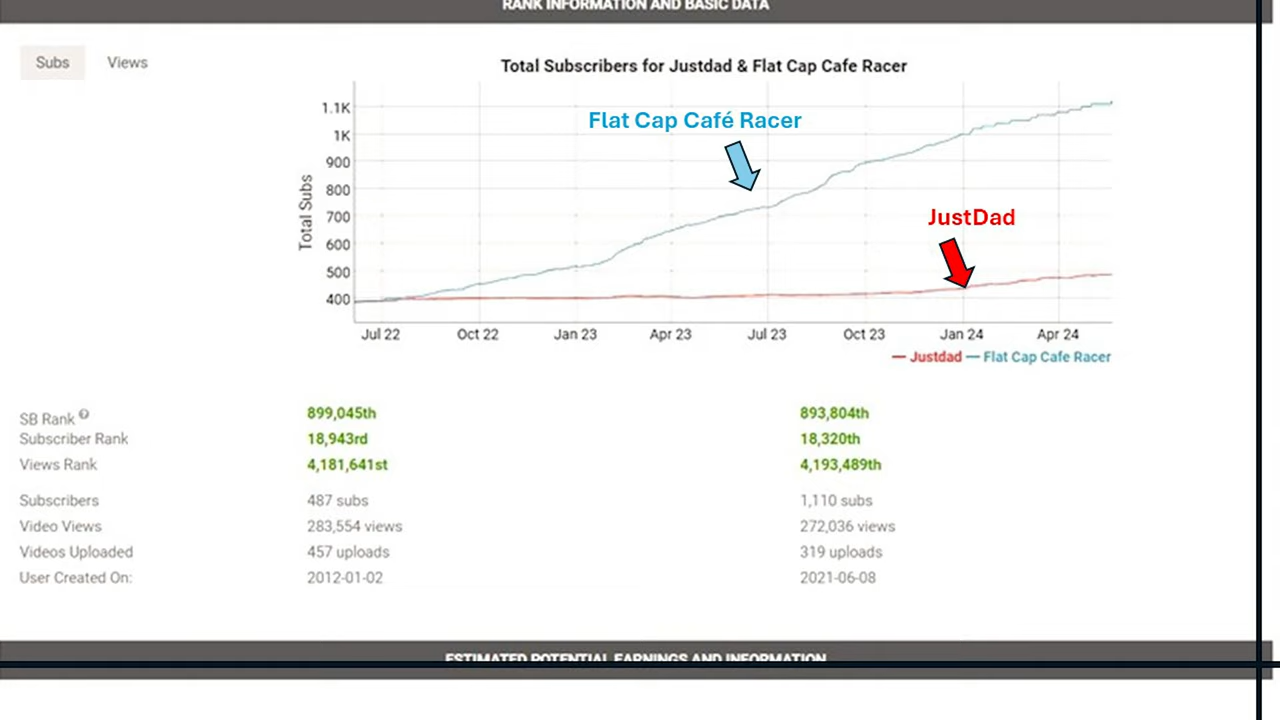 RANK INFORMATION AND BASIC DATA
Subs Views
Total Subscribers for Justdad & Flat Cap Cafe Racer
Flat Cap Café Racer
JustDad
Total Subs
1.1K
1K
900
800
700
600
500
400
Jul 22 Oct 22 Jan 23 Apr 23 Jul 23 Oct 23 Jan 24 Apr 24
Justdad Flat Cap Cafe Racer
SB Rank ? 899,045th 893,804th
Subscriber Rank 18,943rd 18,320th
Views Rank 4,181,641st 4,193,489th
Subscribers 487 subs 1,110 subs
Video Views 283,554 views 272,036 views
Videos Uploaded 457 uploads 319 uploads
User Created On: 2012-01-02 2021-06-08
ESTIMATED POTENTIAL EARNINGS AND INFORMATION